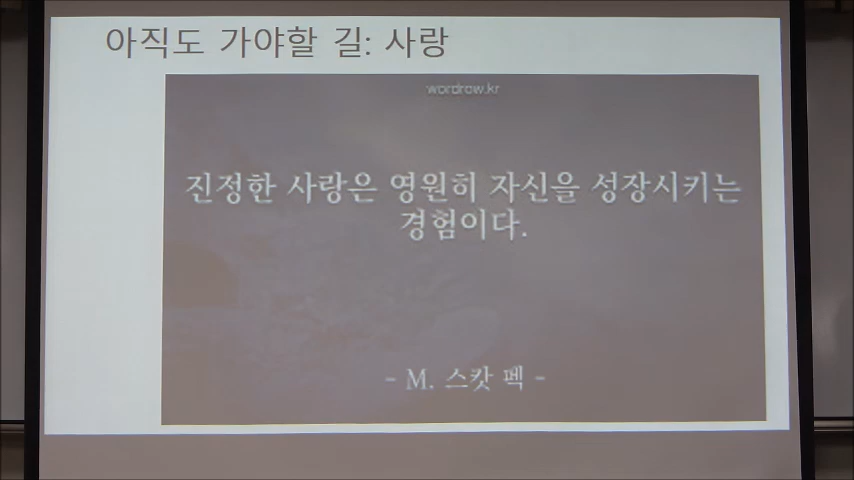 아직도 가야할 길: 사랑
wordrow.kr
진정한 사랑은 영원히 자신을 성장시키는
경험이다.
- M. 스캇 펙 -